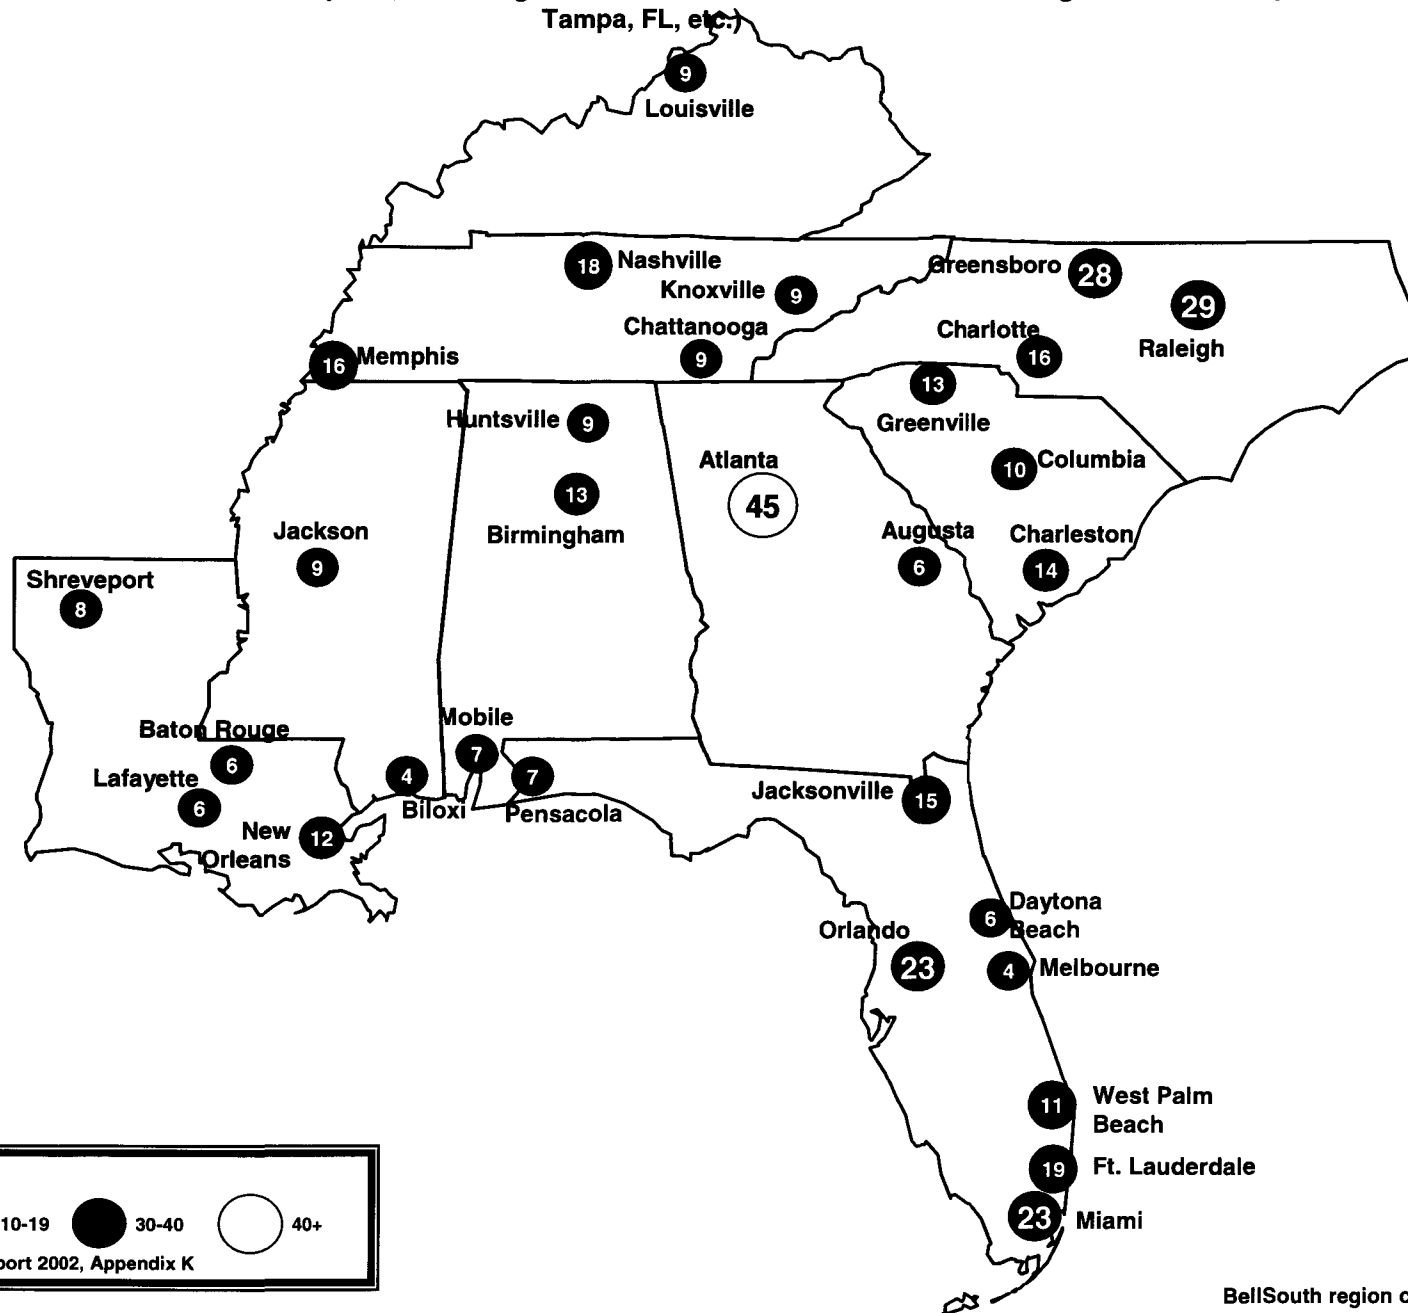 Tampa, FL, etc.)
9
Louisville
18 Nashville
Knoxville 9
Greensboro 28
29
Raleigh
Chattanooga
9
Charlotte
16
16 Memphis
13
Greenville
Huntsville 9
Atlanta
45
10 Columbia
13
Birmingham
Jackson
9
Augusta
6
Charleston
14
Shreveport
8
Mobile
7
Baton Rouge
6
Lafayette
6
4
Biloxi
7
Pensacola
Jacksonville 15
New
Orleans
12
Daytona
Beach
6
Orlando
23
4 Melbourne
11 West Palm
Beach
19 Ft. Lauderdale
23 Miami
10-19 30-40 40+
port 2002, Appendix K
BellSouth region o